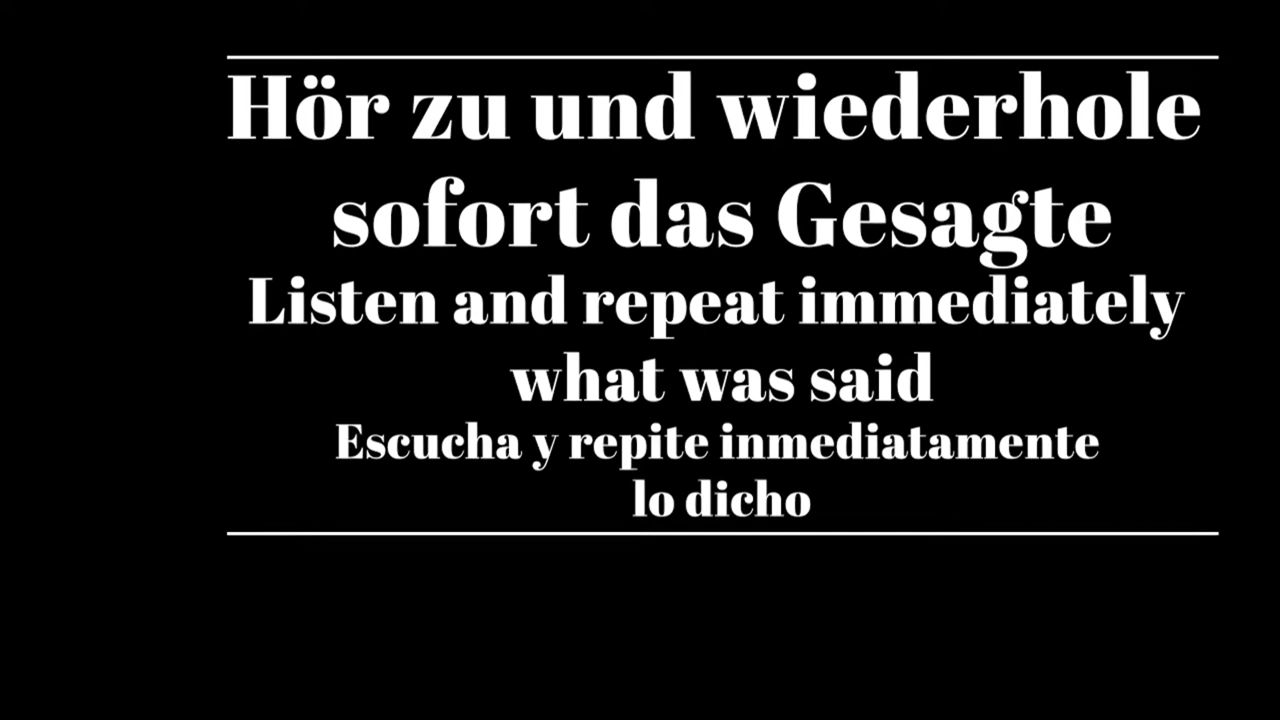 Hör zu und wiederhole
sofort das Gesagte
Listen and repeat immediately
what was said
Escucha y repite inmediatamente
lo dicho